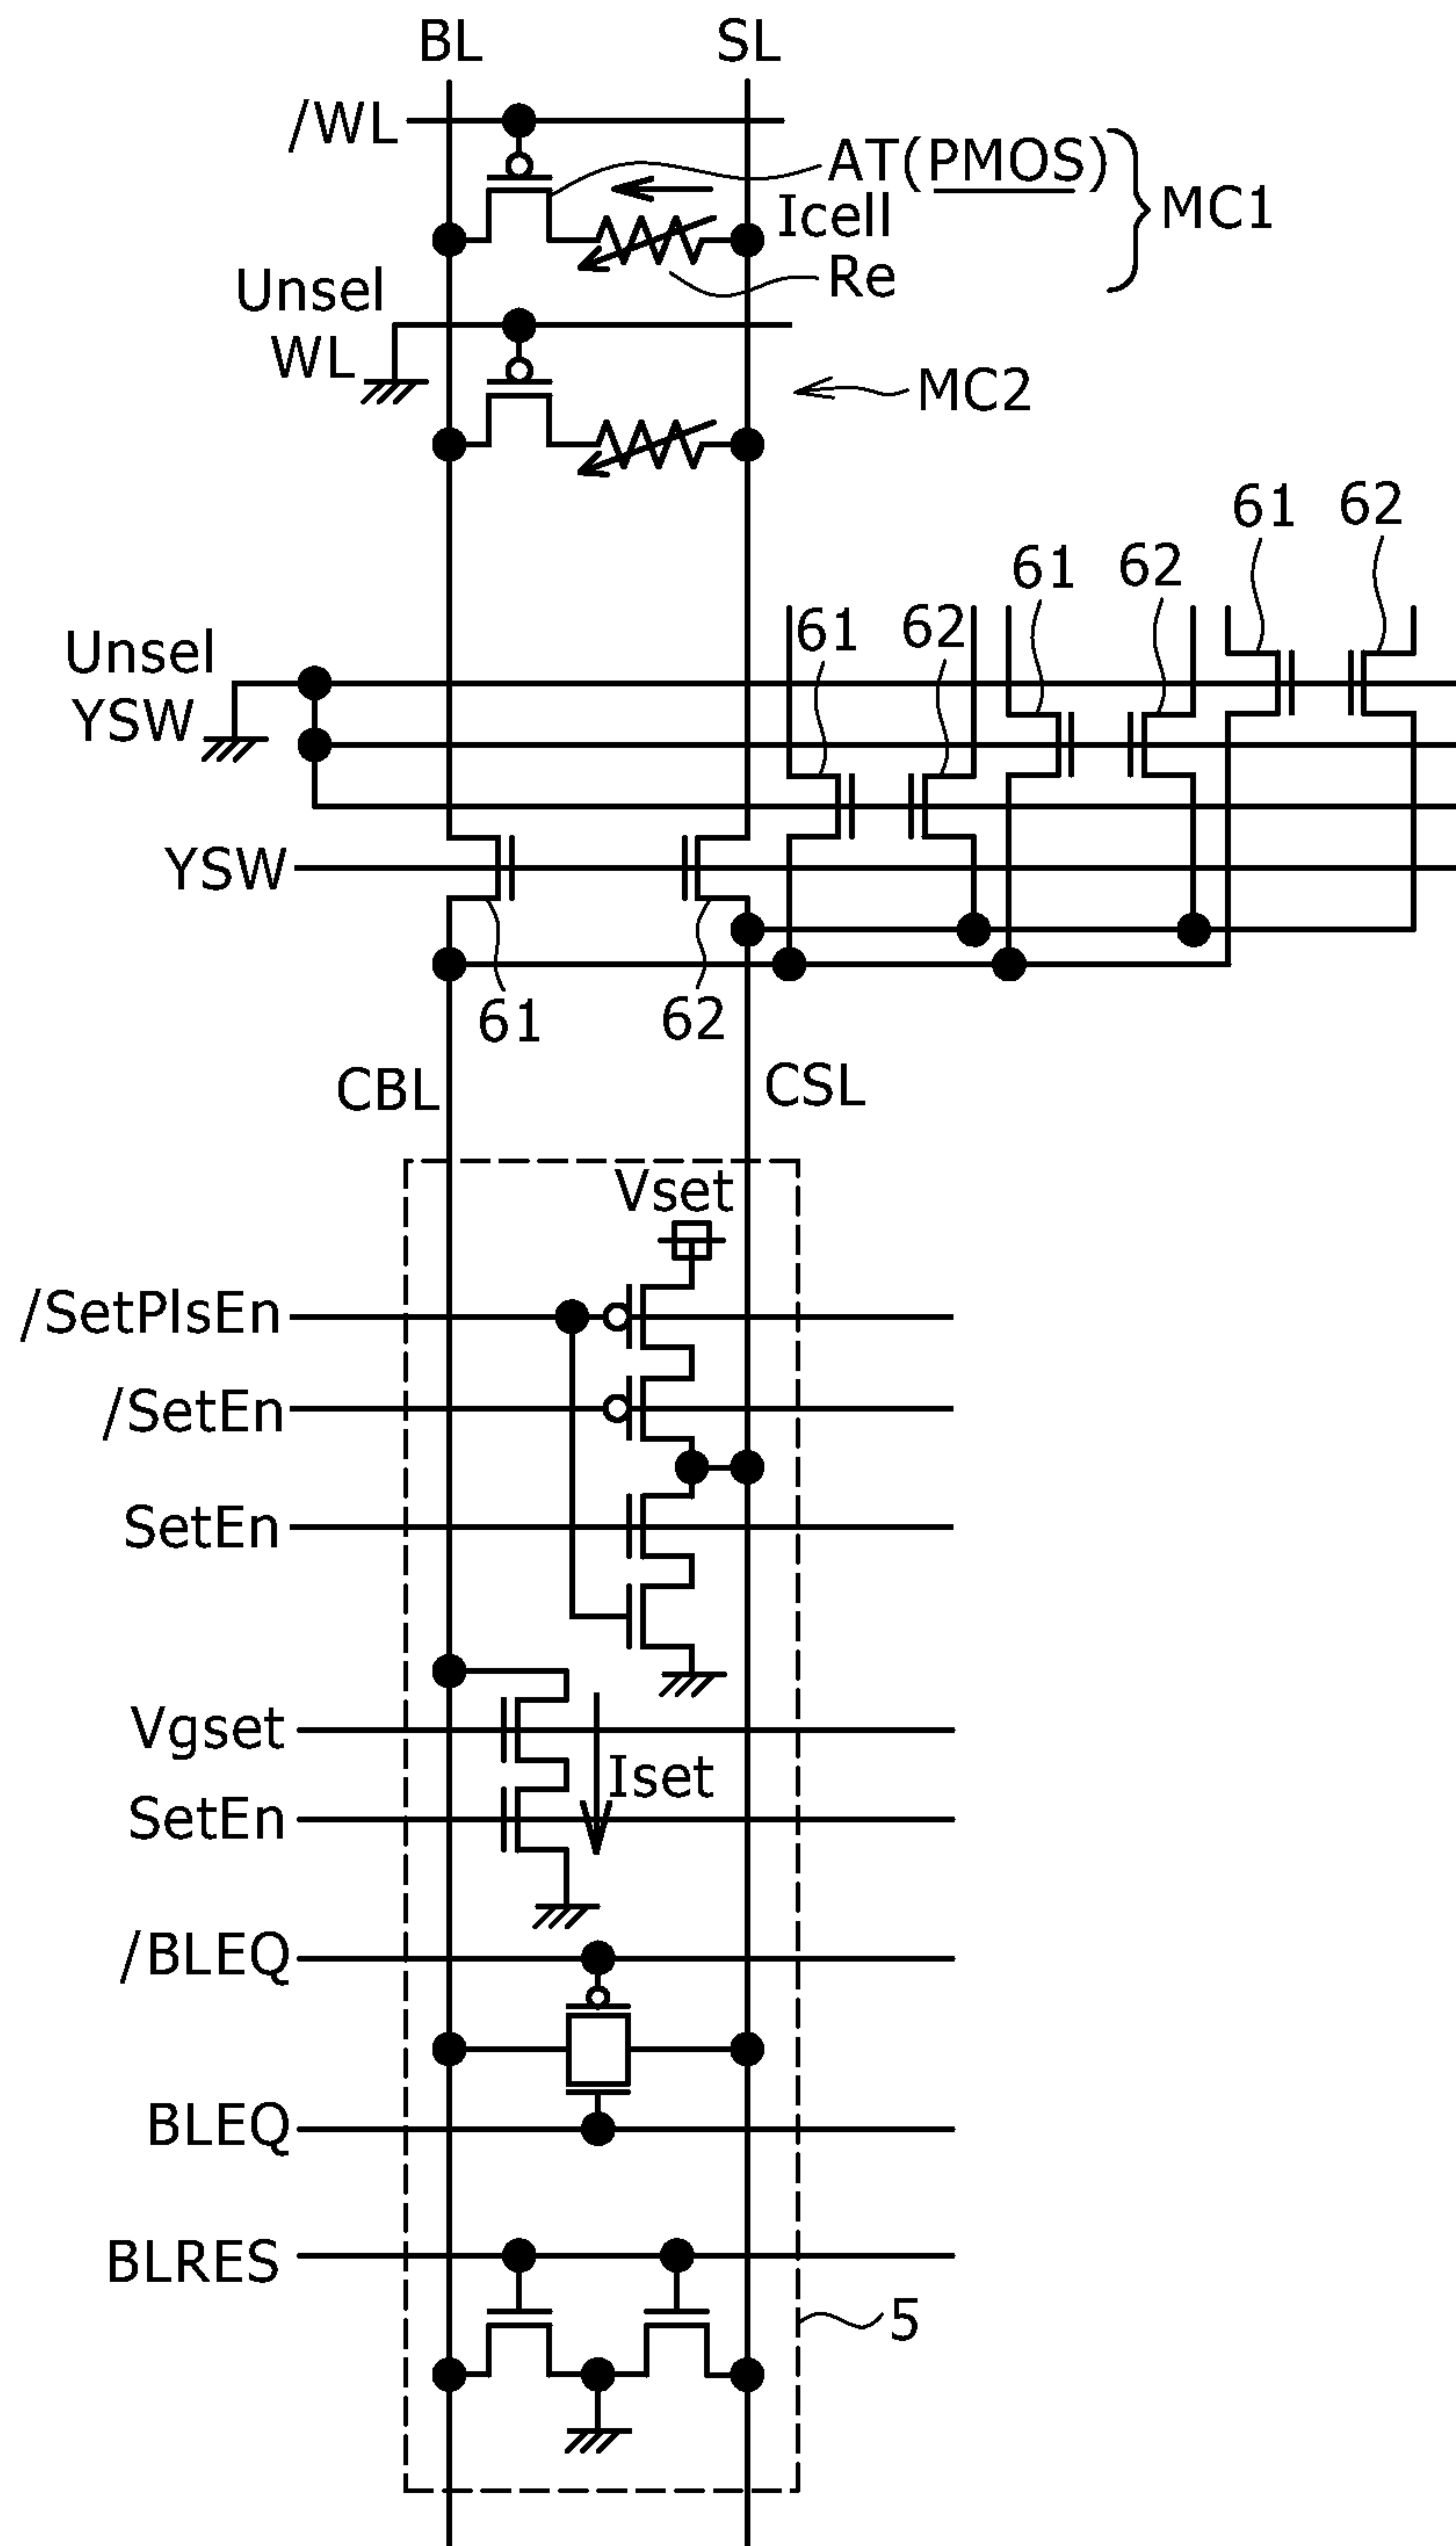 BL
SL
/WL
AT(PMOS)
MC1
Icell
Re
Unsel
WL
MC2
61
62
61
62
61
62
Unsel
YSW
YSW
61
62
CBL
CSL
Vset
/SetPlsEn
/SetEn
SetEn
Vgset
Iset
SetEn
/BLEQ
BLEQ
BLRES
5